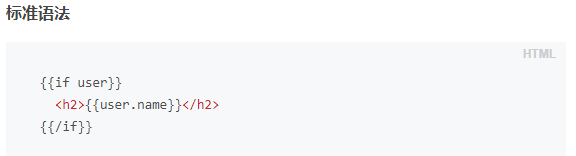 标准语法
HTML
{{if user}}
<h2>{{user.name}}</h2>
{{/if}}